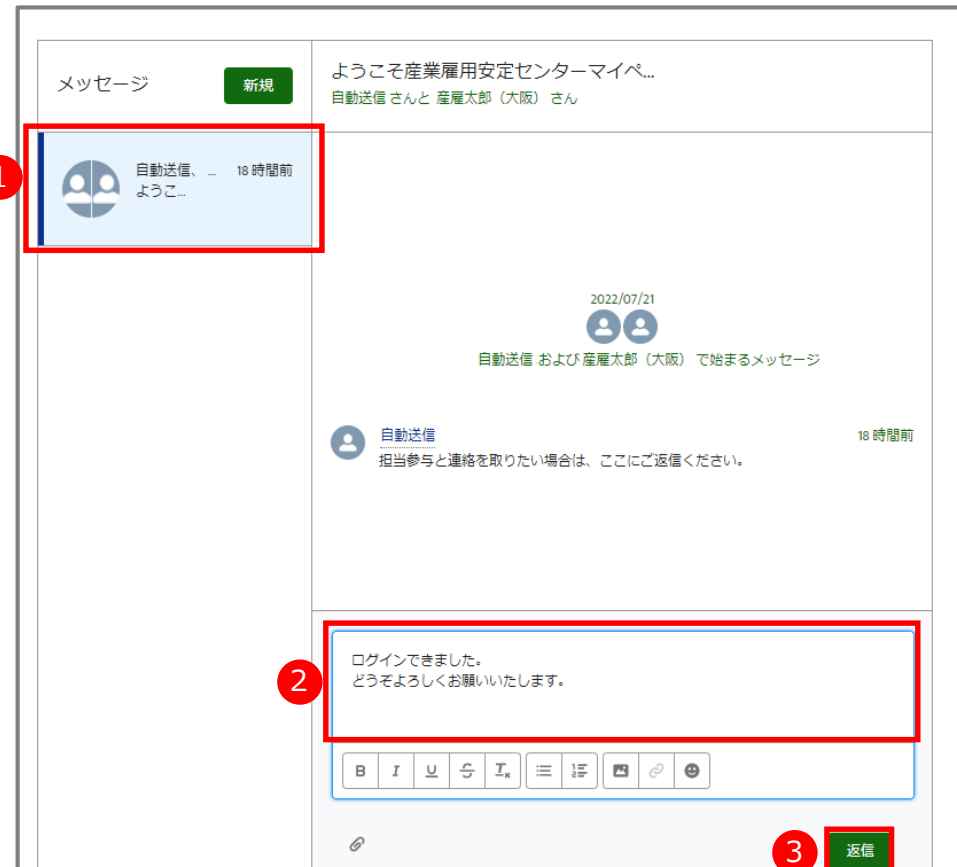 メッセージ
新規
ようこそ産業雇用安定センターマイペ...
自動送信 さんと 産雇太郎（大阪） さん
1
自動送信、 ... 18 時間前
ようこ...
2022/07/21
自動送信 および 産雇太郎（大阪） で始まるメッセージ
自動送信 18 時間前
担当参与と連絡を取りたい場合は、ここにご返信ください。
2
ログインできました。
どうぞよろしくお願いいたします。
B I U S Tx
3
返信